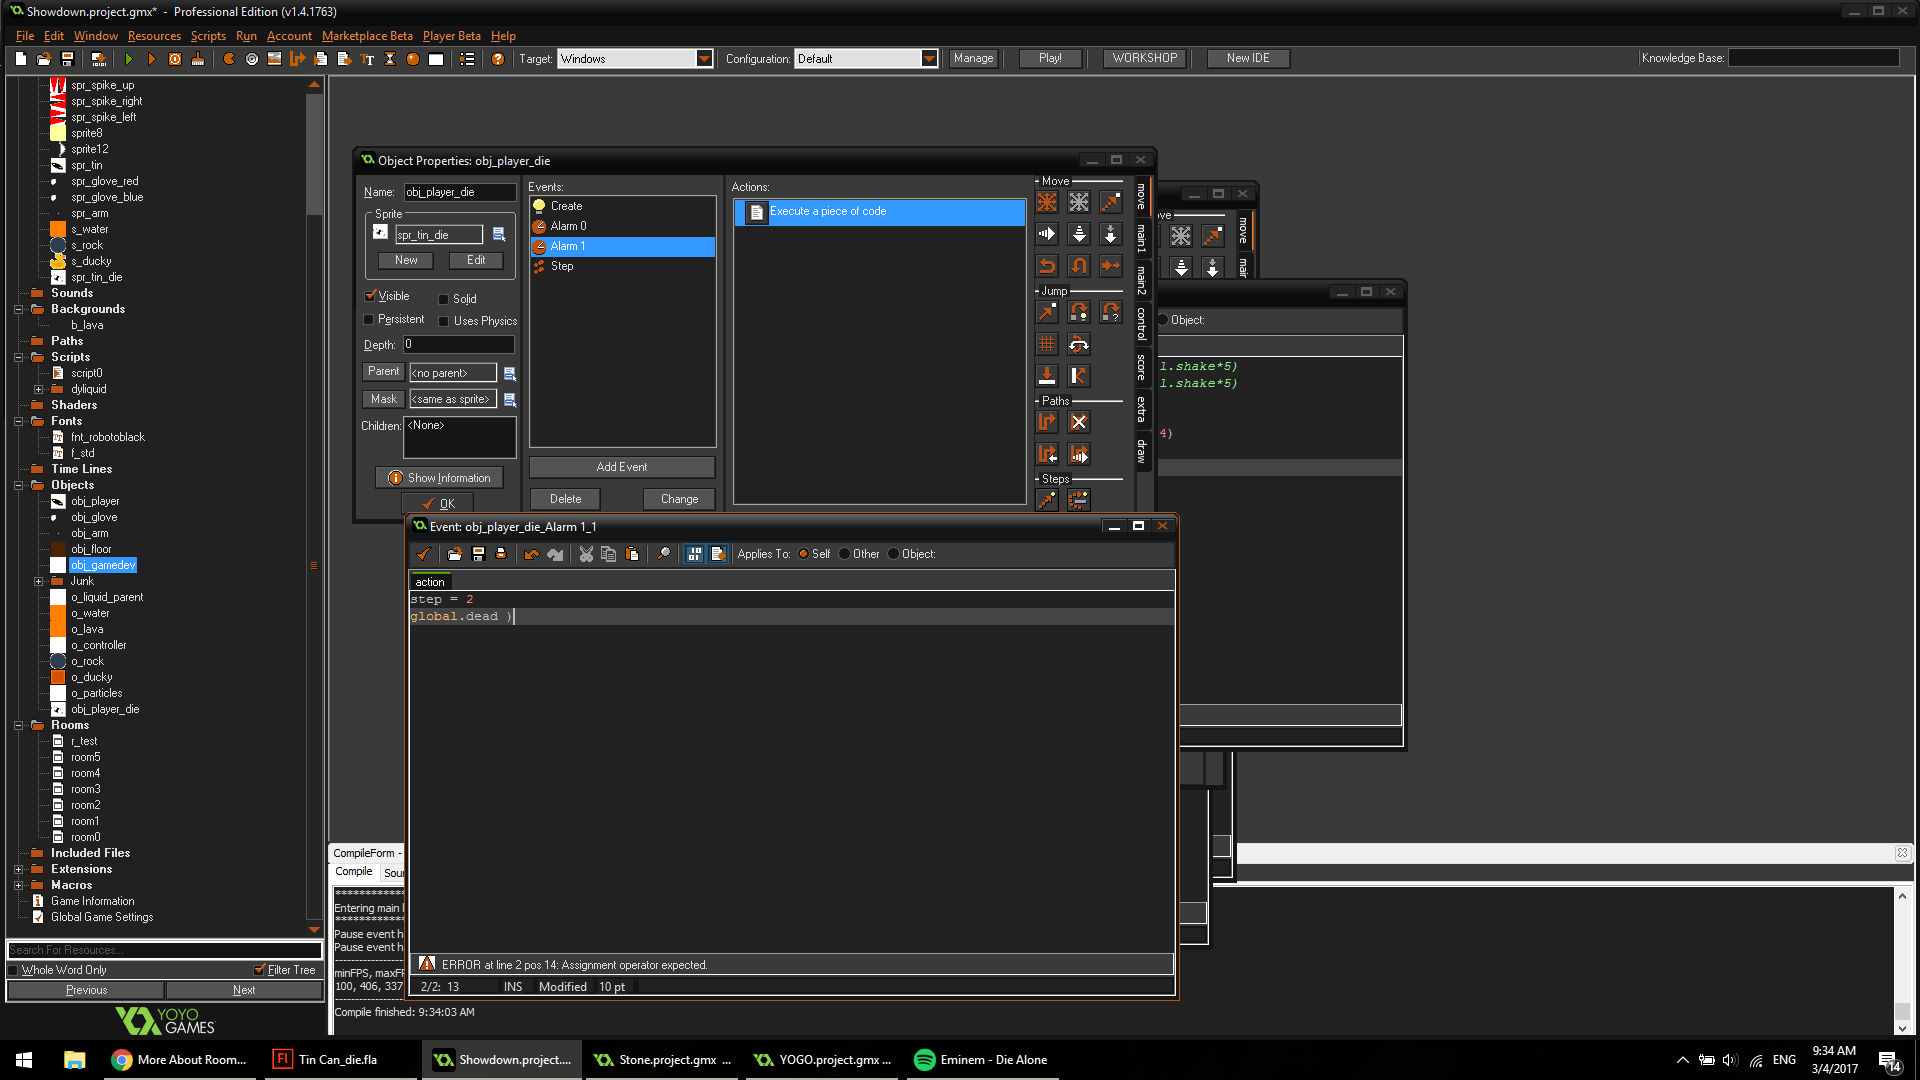 Showdown.project.gmx* - Professional Edition (v1.4.1763)
File Edit Window Resources Scripts Run Account Marketplace Beta Player Beta Help
Target: Windows Configuration: Default Manage Play! WORKSHOP New IDE Knowledge Base:
spr_spike_up
spr_spike_right
spr_spike_left
sprite8
sprite12
spr_tin
spr_glove_red
spr_glove_blue
spr_arm
s_water
s_rock
s_ducky
spr_tin_die
Sounds
Backgrounds
b_lava
Paths
Scripts
script0
dyliquid
Shaders
Fonts
fnt_robotoblack
f_std
Time Lines
Objects
obj_player
obj_glove
obj_arm
obj_floor
obj_gamedev
Junk
o_liquid_parent
o_water
o_lava
o_controller
o_rock
o_ducky
o_particles
obj_player_die
Rooms
r_test
room5
room4
room3
room2
room1
room0
Included Files
Extensions
Macros
Game Information
Global Game Settings
Search For Resources...
Whole Word Only Filter Tree
Previous Next
YOYO
GAMES
Object Properties: obj_player_die
Name: obj_player_die
Sprite
spr_tin_die
New Edit
Visible Solid
Persistent Uses Physics
Depth: 0
Parent <no parent>
Mask <same as sprite>
Children: <None>
Show Information
OK
Events:
Create
Alarm 0
Alarm 1
Step
Add Event
Delete Change
Actions:
Execute a piece of code
Move
Jump
Paths
Steps
move
main1
main2
control
score
extra
draw
ve
move
mair
Object:
l.shake*5)
l.shake*5)
4)
Event: obj_player_die_Alarm 1_1
Applies To: Self Other Object:
action
step = 2
global.dead )
ERROR at line 2 pos 14: Assignment operator expected.
2/2: 13 INS Modified 10 pt
CompileForm -
Compile Sour
Entering main l
Pause event h
Pause event h
minFPS, maxFF
100, 406, 337
Compile finished: 9:34:03 AM
More About Room...
Tin Can_die.fla
Showdown.project....
Stone.project.gmx ...
YOGO.project.gmx ...
Eminem - Die Alone
ENG
9:34 AM
3/4/2017
14